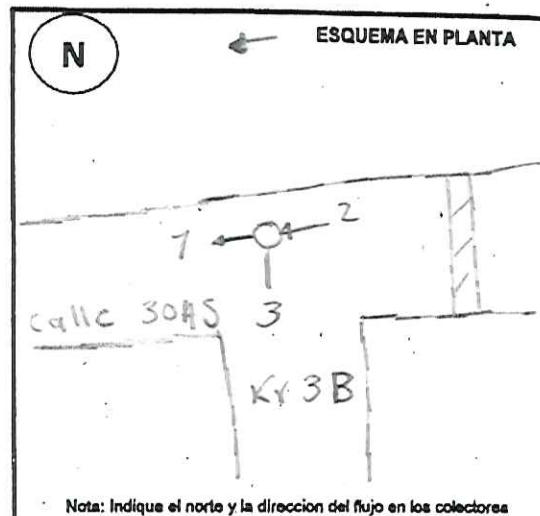 N
ESQUEMA EN PLANTA
1 2
Calle 30AS 3
Kr 3B
Nota: Indique el norte y la direccion del flujo en los colectores